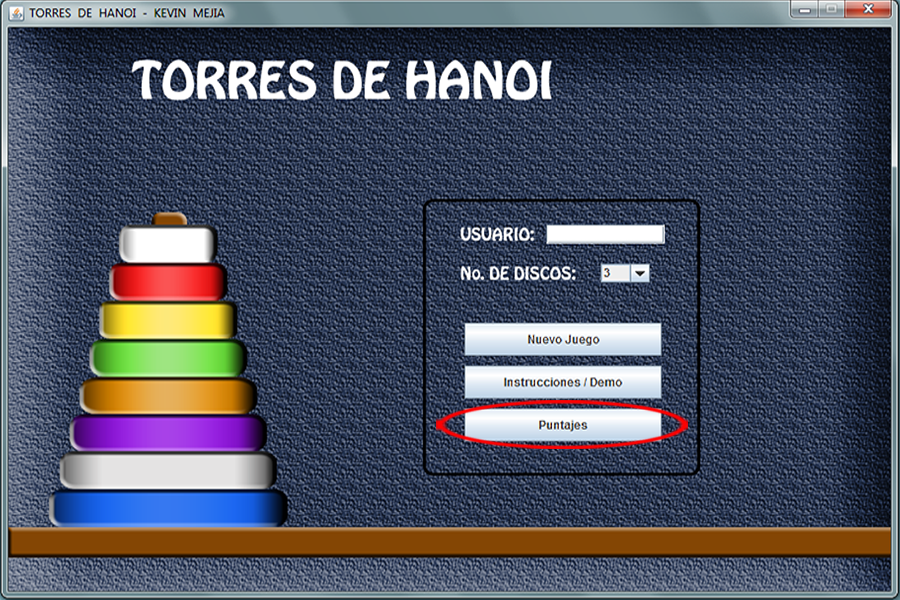 TORRES DE HANOI - KEVIN MEJIA
TORRES DE HANOI
USUARIO:
No. DE DISCOS: 3
Nuevo Juego
Instrucciones / Demo
Puntajes